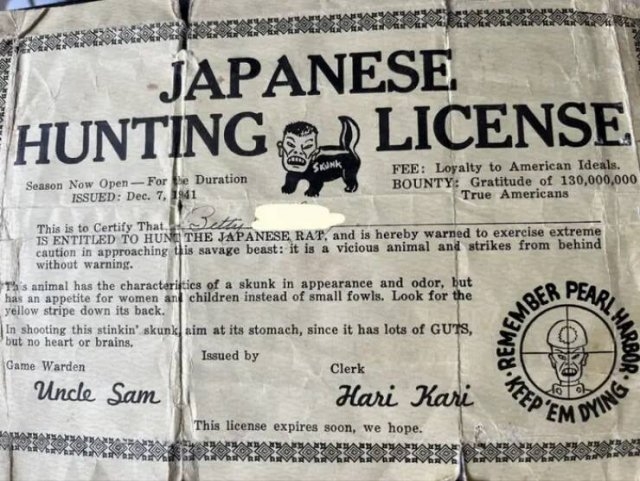 JAPANESE
HUNTING LICENSE
SKUNK
Season Now Open — For the Duration
ISSUED: Dec. 7, 1941
FEE: Loyalty to American Ideals.
BOUNTY: Gratitude of 130,000,000
True Americans
This is to Certify That Betty
IS ENTITLED TO HUNT THE JAPANESE RAT, and is hereby warned to exercise extreme
caution in approaching this savage beast: it is a vicious animal and strikes from behind
without warning.
This animal has the characteristics of a skunk in appearance and odor, but
has an appetite for women and children instead of small fowls. Look for the
yellow stripe down its back.
In shooting this stinkin' skunk, aim at its stomach, since it has lots of GUTS,
but no heart or brains.
Game Warden
Uncle Sam
Issued by
Clerk
Hari Kari
This license expires soon, we hope.
REMEMBER PEARL HARBOR
KEEP 'EM DYING